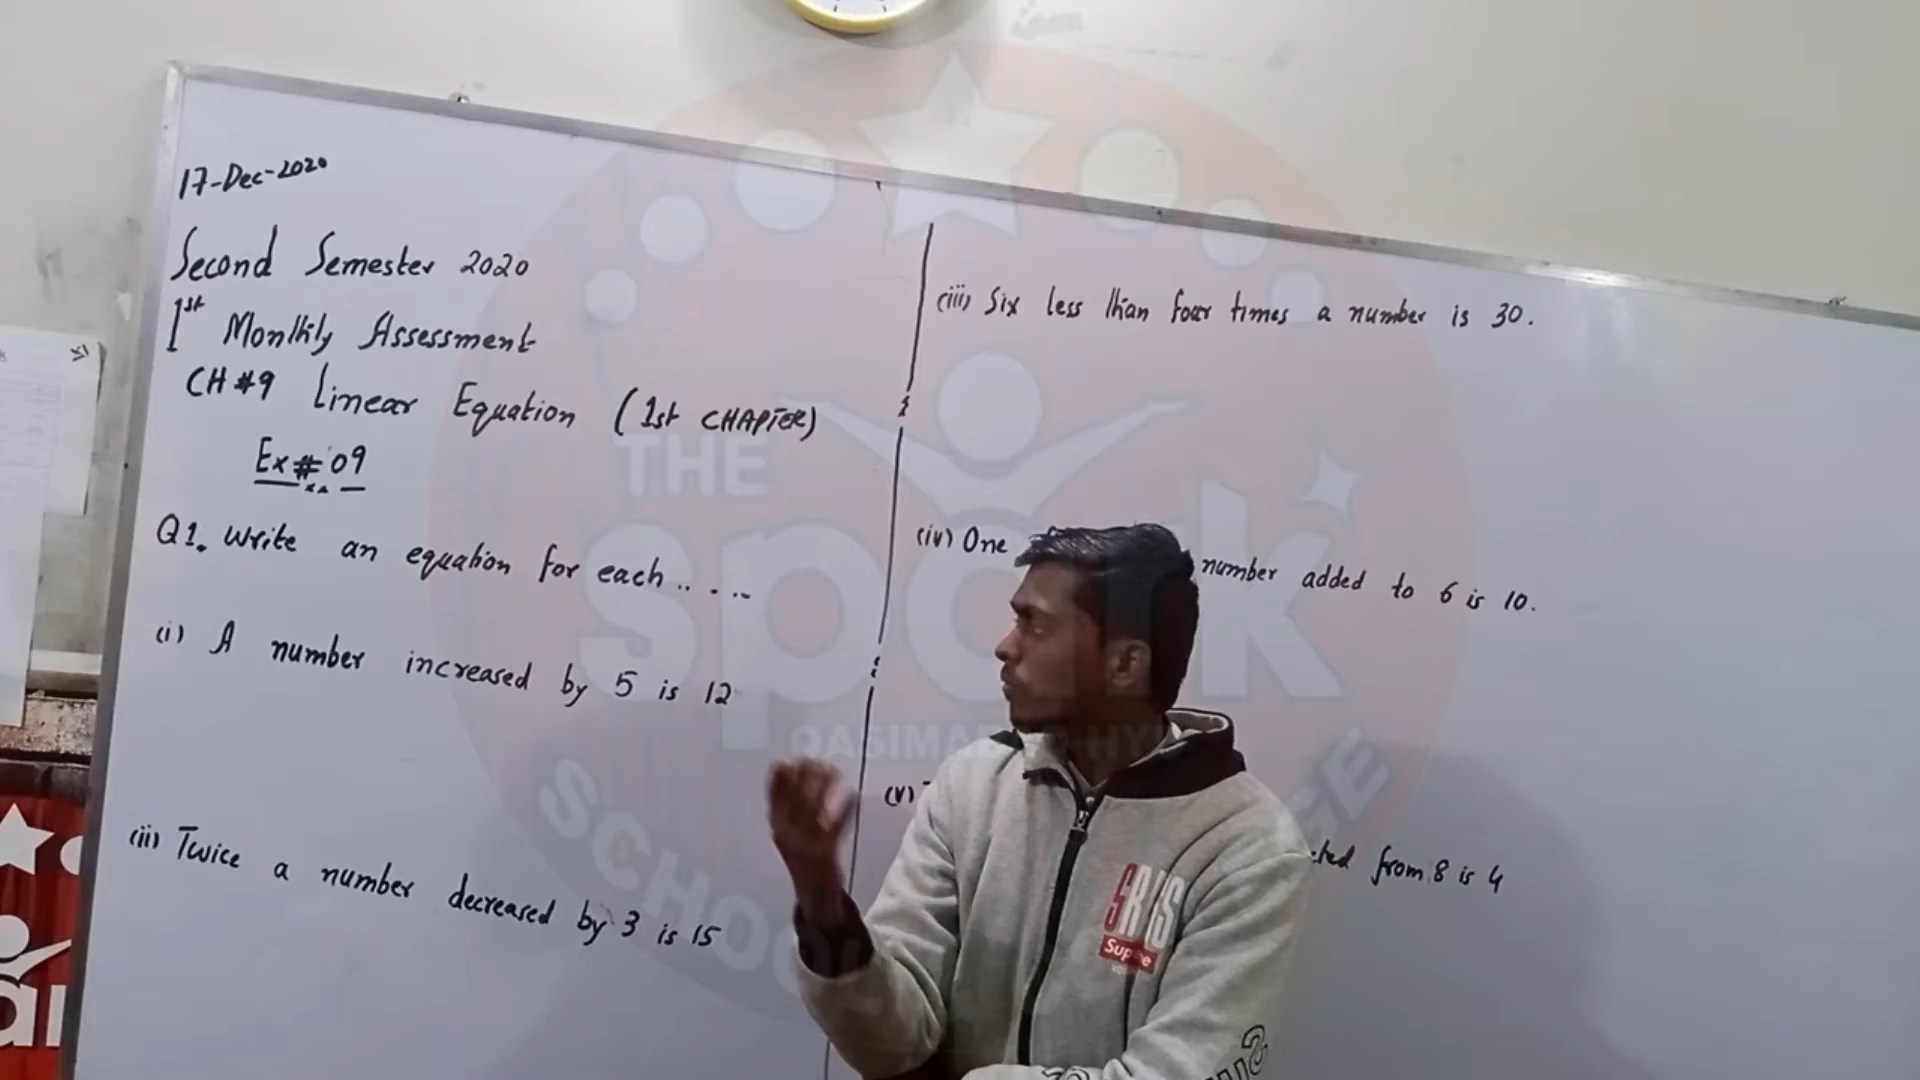 17-Dec-2020
Second Semester 2020
1st Monthly Assessment
CH #9 Linear Equation (1st CHAPTER)
Ex # 09
Q1. Write an equation for each .. . ..
(i) A number increased by 5 is 12
(ii) Twice a number decreased by 3 is 15
(iii) Six less than four times a number is 30.
(iv) One number added to 6 is 10.
(v) from 8 is 4
THE
spark
SCHOOL